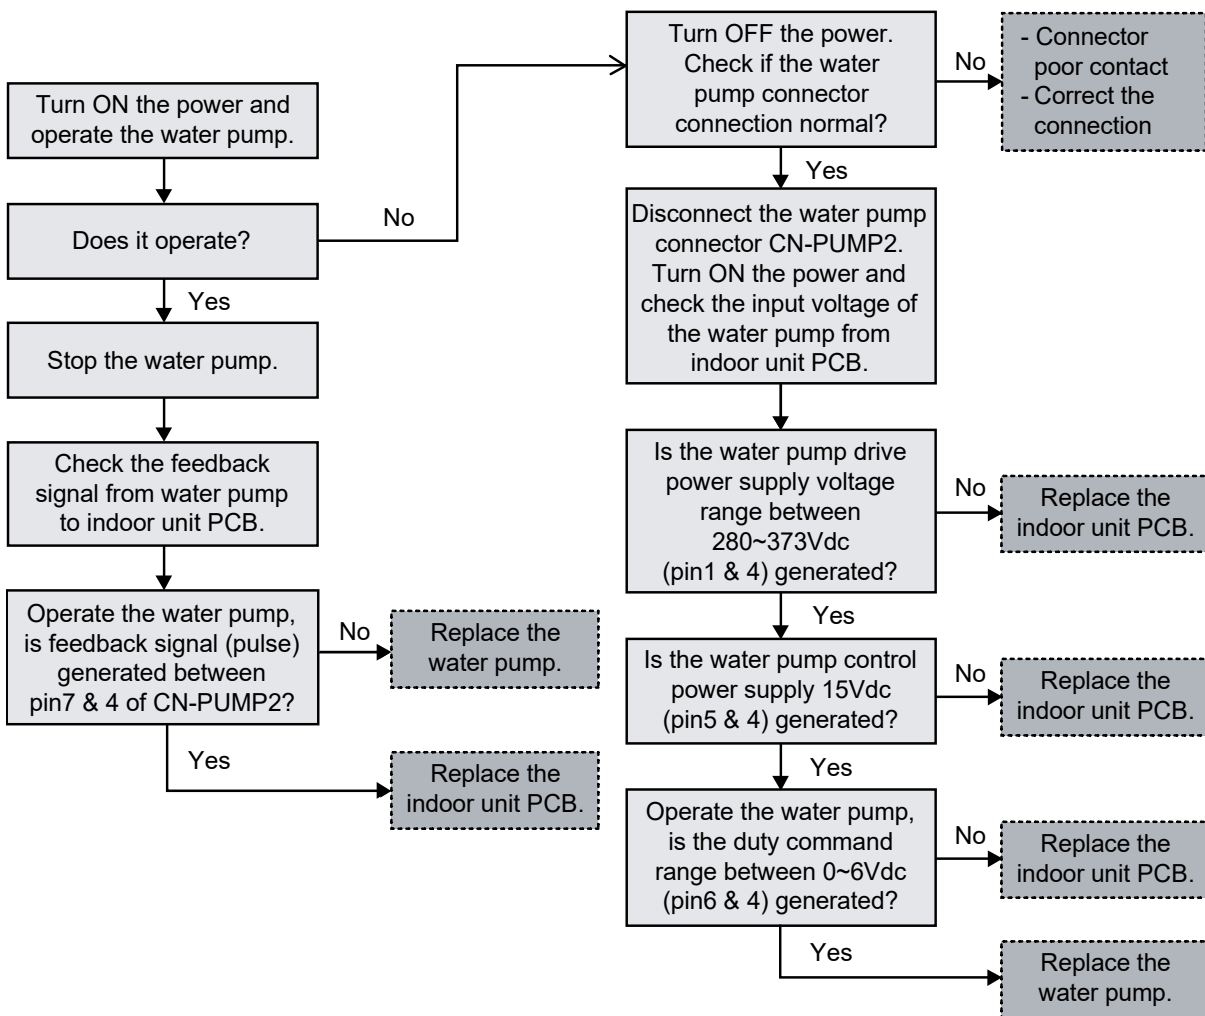 Turn ON the power and
operate the water pump.
Does it operate?
No
Yes
Stop the water pump.
Check the feedback
signal from water pump
to indoor unit PCB.
Operate the water pump,
is feedback signal (pulse)
generated between
pin7 & 4 of CN-PUMP2?
No
Replace the
water pump.
Yes
Replace the
indoor unit PCB.
Turn OFF the power.
Check if the water
pump connector
connection normal?
No
- Connector
poor contact
- Correct the
connection
Yes
Disconnect the water pump
connector CN-PUMP2.
Turn ON the power and
check the input voltage of
the water pump from
indoor unit PCB.
Is the water pump drive
power supply voltage
range between
280~373Vdc
(pin1 & 4) generated?
No
Replace the
indoor unit PCB.
Yes
Is the water pump control
power supply 15Vdc
(pin5 & 4) generated?
No
Replace the
indoor unit PCB.
Yes
Operate the water pump,
is the duty command
range between 0~6Vdc
(pin6 & 4) generated?
No
Replace the
indoor unit PCB.
Yes
Replace the
water pump.